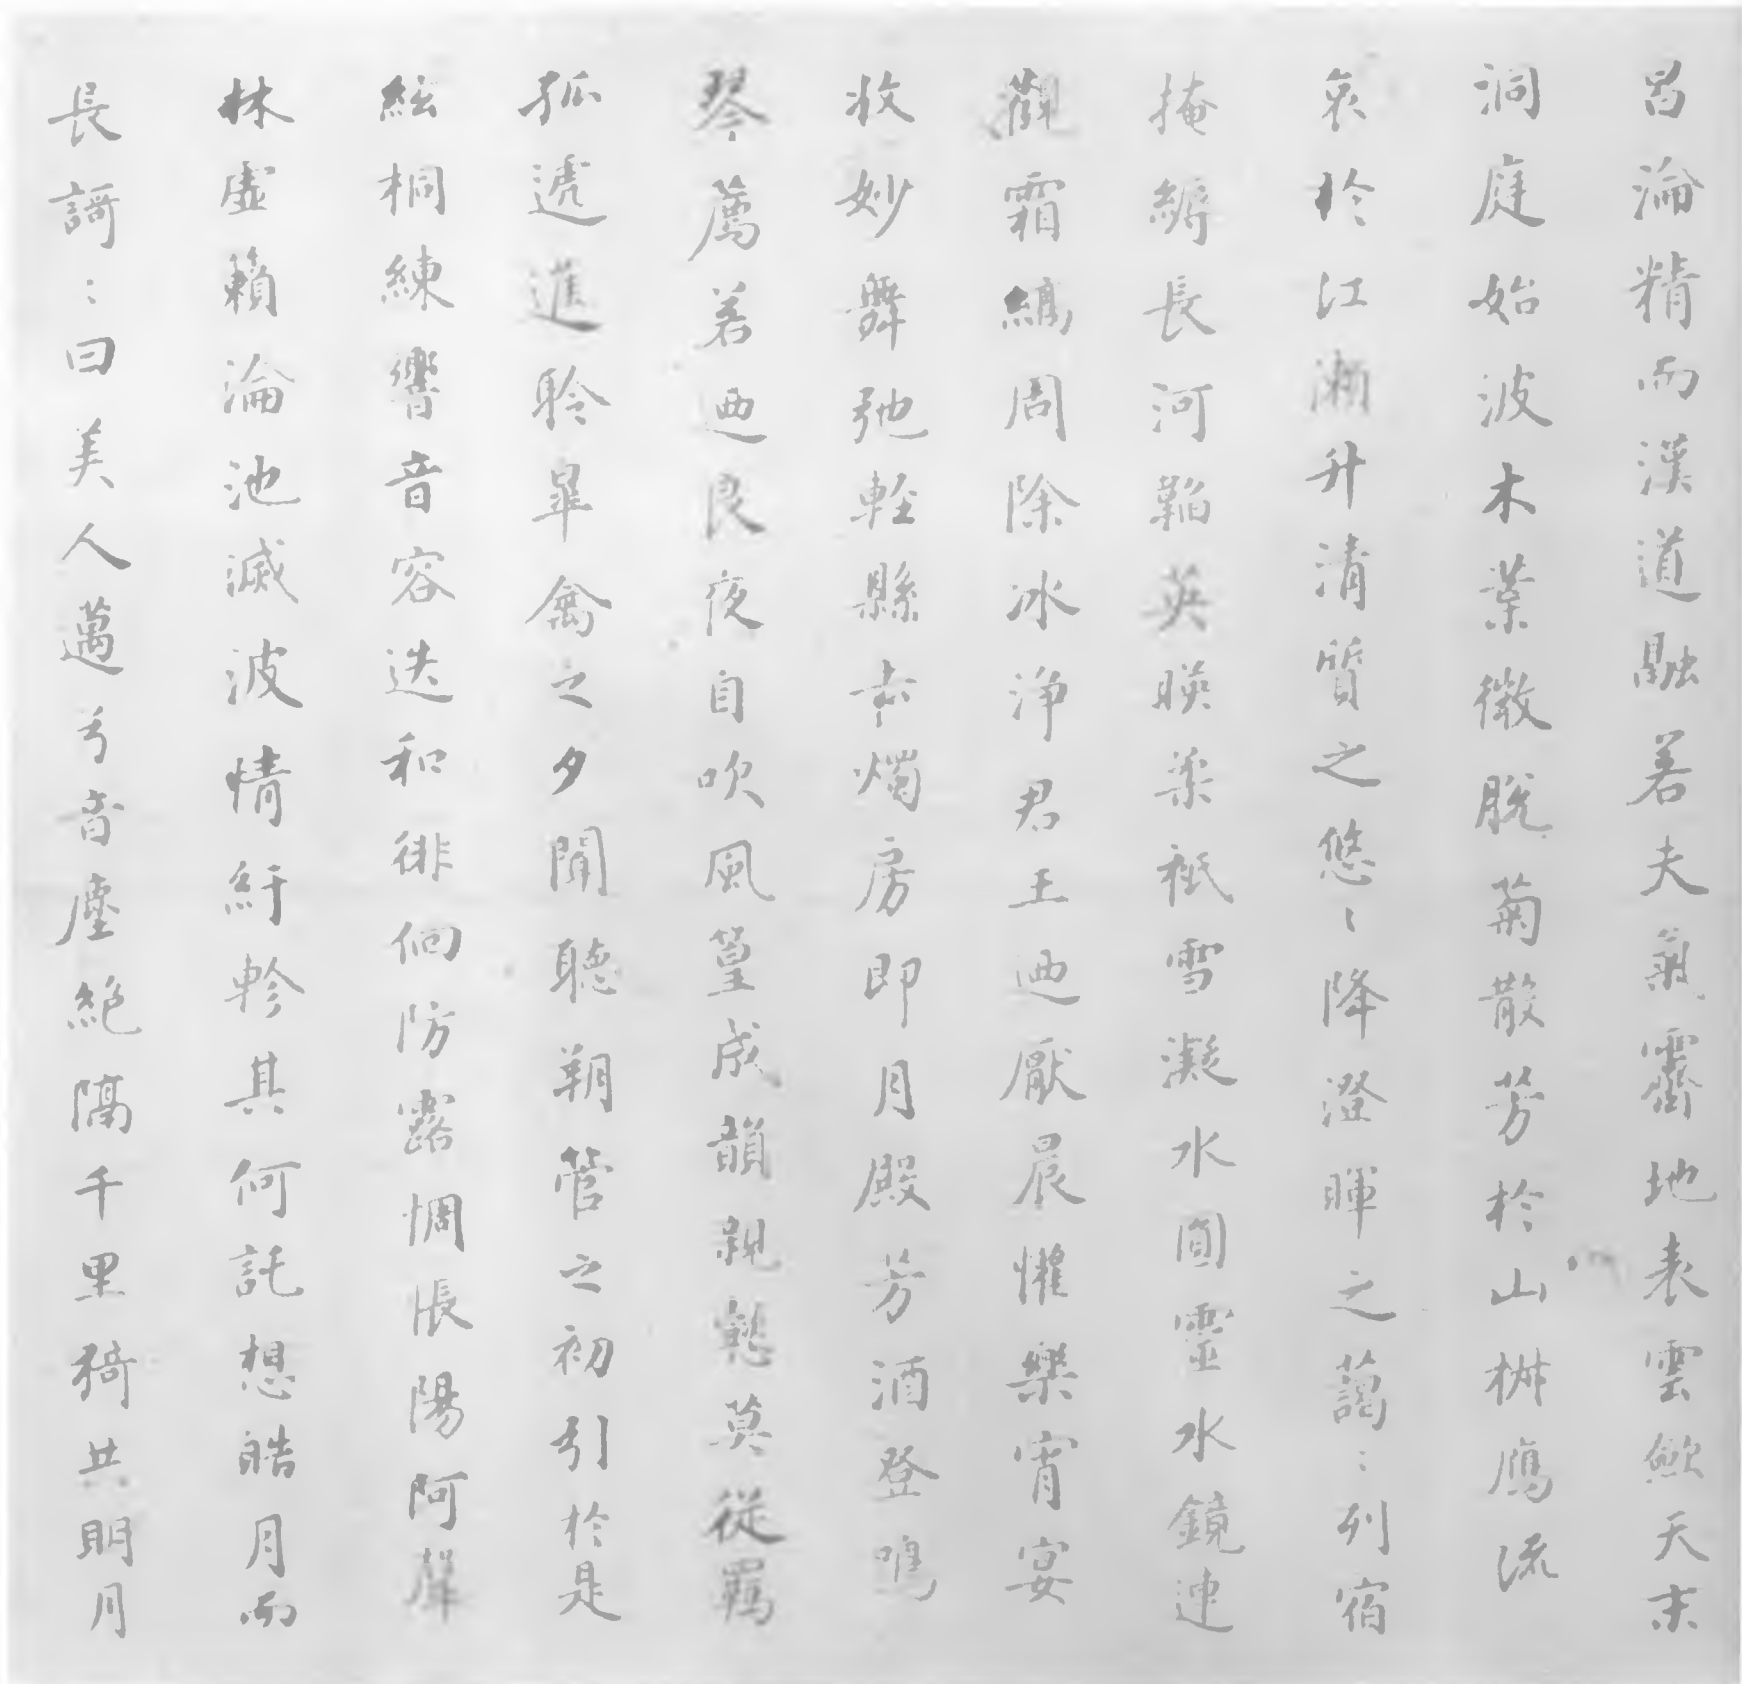 昌淪精而漢道融若夫氣霽地表雲斂天末
洞庭始波木葉微脫菊散芳於山椒鴈流
哀於江瀨升清質之悠〻降澄暉之藹〻列宿
掩縟長河韜英暎柔祇雪凝水圓靈水鏡連
觀霜縞周除冰浄君王迺厭晨懽樂宵宴
收妙舞弛輕縣去燭房即月殿芳酒登鳴
琴薦若迺良夜自吹風篁成韻親懿莫從羈
孤遞進聆皐禽之夕聞聽朔管之初引於是
絃桐練響音容迭和徘徊防露惆悵陽阿聲
林虛籟淪池滅波情紆軫其何託想皓月而
長謌〻曰美人邁兮音塵絕隔千里猗共明月